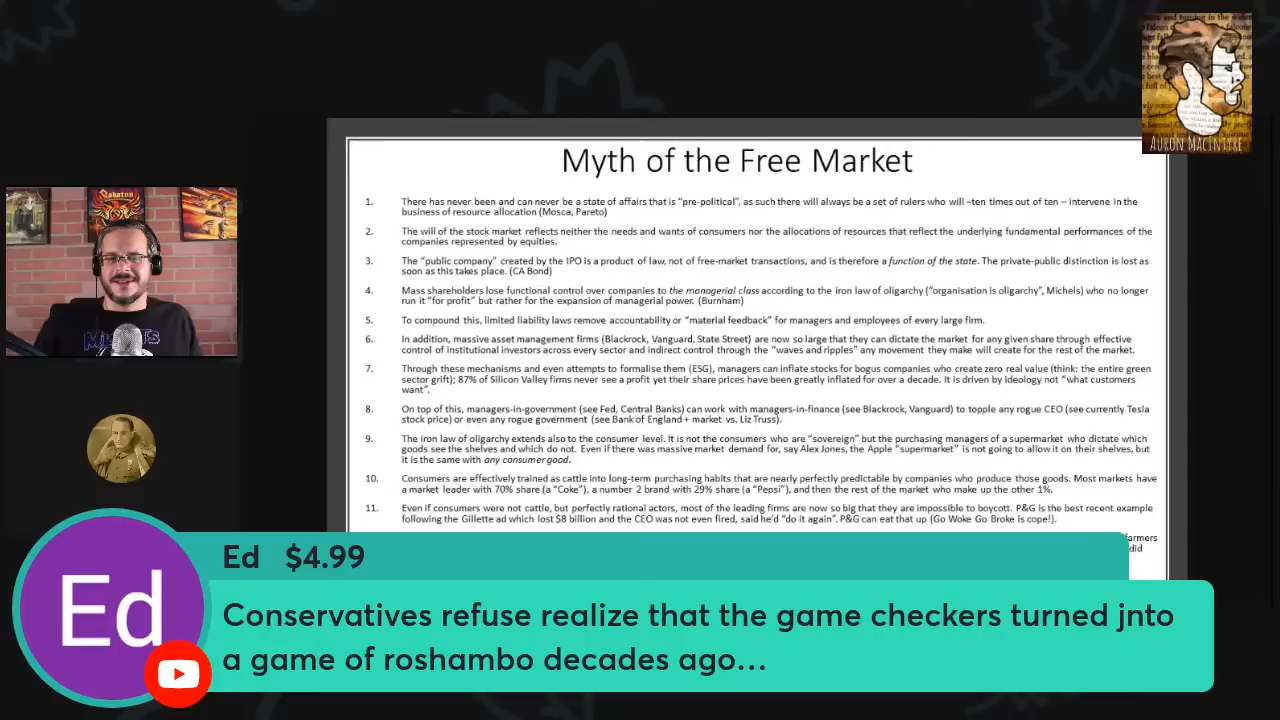 AURON MACINTYRE
Sabaton
Myth of the Free Market
1. There has never been and can never be a state of affairs that is “pre-political”, as such there will always be a set of rulers who will –ten times out of ten – intervene in the
business of resource allocation (Mosca, Pareto)
2. The will of the stock market reflects neither the needs and wants of consumers nor the allocations of resources that reflect the underlying fundamental performances of the
companies represented by equities.
3. The “public company” created by the IPO is a product of law, not of free-market transactions, and is therefore a function of the state. The private-public distinction is lost as
soon as this takes place. (CA Bond)
4. Mass shareholders lose functional control over companies to the managerial class according to the iron law of oligarchy (“organisation is oligarchy”, Michels) who no longer
run it “for profit” but rather for the expansion of managerial power. (Burnham)
5. To compound this, limited liability laws remove accountability or “material feedback” for managers and employees of every large firm.
6. In addition, massive asset management firms (Blackrock, Vanguard, State Street) are now so large that they can dictate the market for any given share through effective
control of institutional investors across every sector and indirect control through the “waves and ripples” any movement they make will create for the rest of the market.
7. Through these mechanisms and even attempts to formalise them (ESG), managers can inflate stocks for bogus companies who create zero real value (think: the entire green
sector grift); 87% of Silicon Valley firms never see a profit yet their share prices have been greatly inflated for over a decade. It is driven by ideology not “what customers
want”.
8. On top of this, managers-in-government (see Fed, Central Banks) can work with managers-in-finance (see Blackrock, Vanguard) to topple any rogue CEO (see currently Tesla
stock price) or even any rogue government (see Bank of England + market vs. Liz Truss).
9. The iron law of oligarchy extends also to the consumer level. It is not the consumers who are “sovereign” but the purchasing managers of a supermarket who dictate which
goods see the shelves and which do not. Even if there was massive market demand for, say Alex Jones, the Apple “supermarket” is not going to allow it on their shelves, but
it is the same with any consumer good.
10. Consumers are effectively trained as cattle into long-term purchasing habits that are nearly perfectly predictable by companies who produce those goods. Most markets have
a market leader with 70% share (a “Coke”), a number 2 brand with 29% share (a “Pepsi”), and then the rest of the market who make up the other 1%.
11. Even if consumers were not cattle, but perfectly rational actors, most of the leading firms are now so big that they are impossible to boycott. P&G is the best recent example
following the Gillette ad which lost $8 billion and the CEO was not even fired, said he’d “do it again”. P&G can eat that up (Go Woke Go Broke is cope!).
farmers
did
Ed $4.99
Ed
Conservatives refuse realize that the game checkers turned jnto
a game of roshambo decades ago...